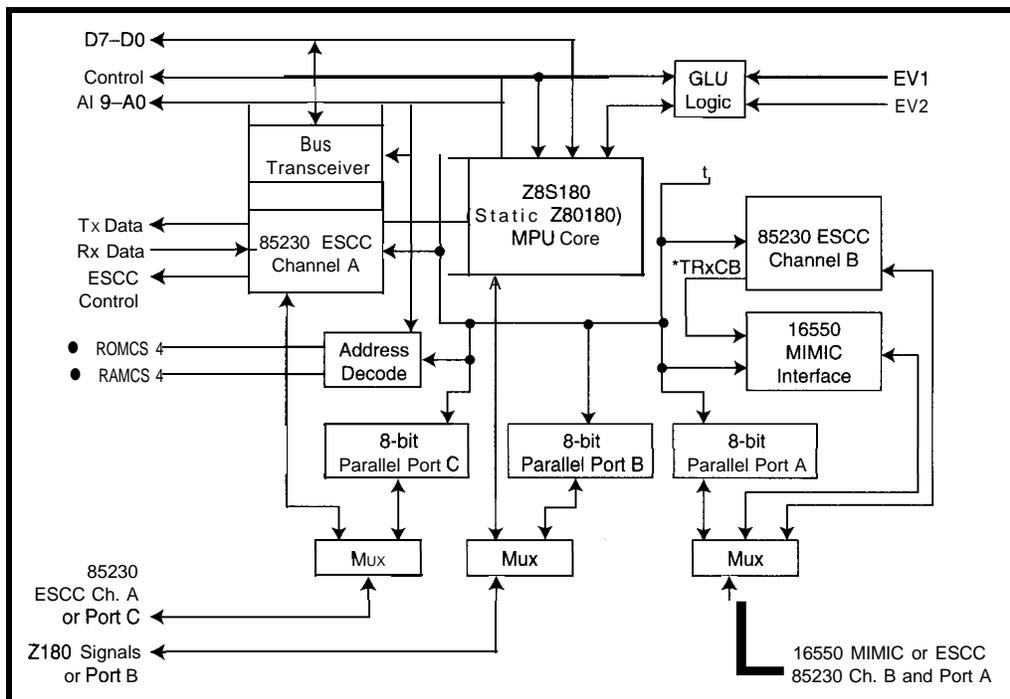 D7–D0
Control
AI 9–A0
GLU
Logic
EV1
EV2
Bus
Transceiver
Z8S180
(Static Z80180)
MPU Core
t
Tx Data
Rx Data
ESCC
Control
85230 ESCC
Channel A
85230 ESCC
Channel B
*TRxCB
16550
MIMIC
Interface
● ROMCS 4
● RAMCS 4
Address
Decode
8-bit
Parallel Port C
8-bit
Parallel Port B
8-bit
Parallel Port A
Mux
Mux
Mux
85230
ESCC Ch. A
or Port C
Z180 Signals
or Port B
16550 MIMIC or ESCC
85230 Ch. B and Port A